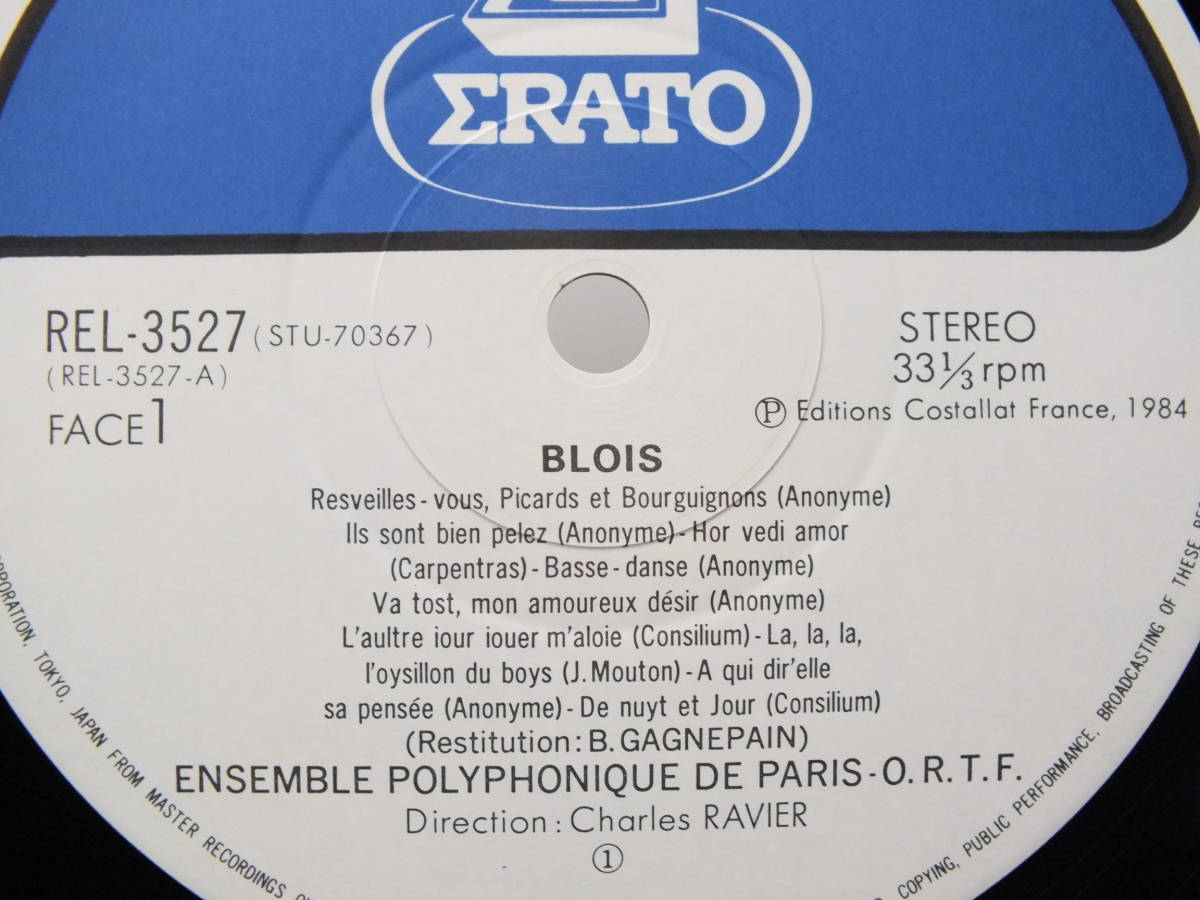 ΣRATO
REL-3527 (STU-70367)
(REL-3527-A)
FACE 1
STEREO
33 1/3 rpm
Ⓟ Editions Costallat France, 1984
BLOIS
Resveilles-vous, Picards et Bourguignons (Anonyme)
Ils sont bien pelez (Anonyme)-Hor vedi amor
(Carpentras)-Basse-danse (Anonyme)
Va tost, mon amoureux désir (Anonyme)
L'aultre iour iouer m'aloie (Consilium)-La, la, la,
l'oysillon du boys (J. Mouton)-A qui dir'elle
sa pensée (Anonyme)-De nuyt et Jour (Consilium)
(Restitution: B. GAGNEPAIN)
ENSEMBLE POLYPHONIQUE DE PARIS-O.R.T.F.
Direction: Charles RAVIER
①
TOKYO, JAPAN FROM MASTER RECORDINGS
COPYING, PUBLIC PERFORMANCE, BROADCASTING OF THESE